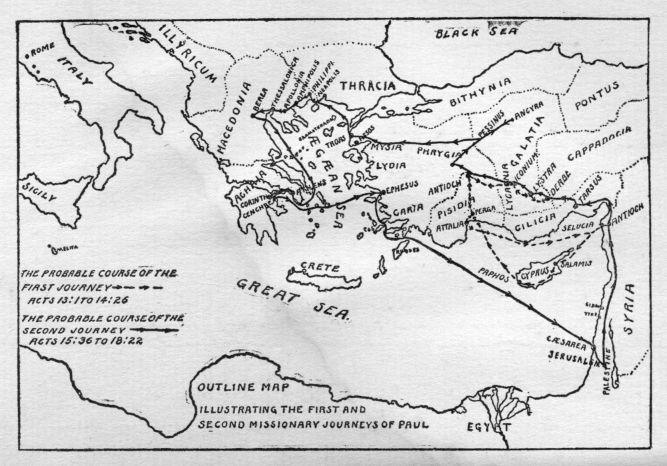 BLACK SEA
ROME
ITALY
ILLYRICUM
MACEDONIA
BEREA
THESSALONICA
APOLLONIA
AMPHIPOLIS
PHILIPPI
NEAPOLIS
THRACIA
BITHYNIA
PONTUS
PESSINUS
ANCYRA
GALATIA
CAPPADOCIA
SAMOTHRACIA
TROAS
ASSOS
MYSIA
PHRYGIA
LYDIA
ÆGÆAN SEA
ACHAIA
ATHENS
CORINTH
CENCHREA
EPHESUS
ANTIOCH
LYCAONIA
ICONIUM
LYSTRA
DERBE
TARSUS
PISIDIA
PERGA
ATTALIA
CILICIA
SELUCIA
ANTIOCH
CARIA
SICILY
MELITA
RHODES
CRETE
GREAT SEA
PAPHOS
CYPRUS
SALAMIS
SYRIA
SIDON
TYRE
CÆSAREA
JERUSALEM
PALESTINE
EGYPT
THE PROBABLE COURSE OF THE
FIRST JOURNEY
ACTS 13:1 TO 14:26
THE PROBABLE COURSE OF THE
SECOND JOURNEY
ACTS 15:36 TO 18:22
OUTLINE MAP
ILLUSTRATING THE FIRST AND
SECOND MISSIONARY JOURNEYS OF PAUL